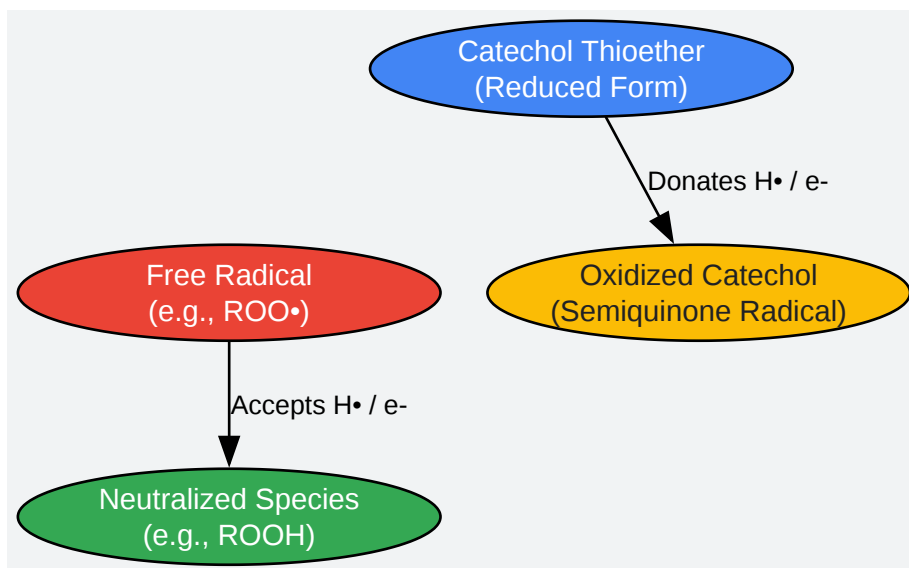 Catechol Thioether
(Reduced Form)
Donates H• / e-
Free Radical
(e.g., ROO•)
Oxidized Catechol
(Semiquinone Radical)
Accepts H• / e-
Neutralized Species
(e.g., ROOH)